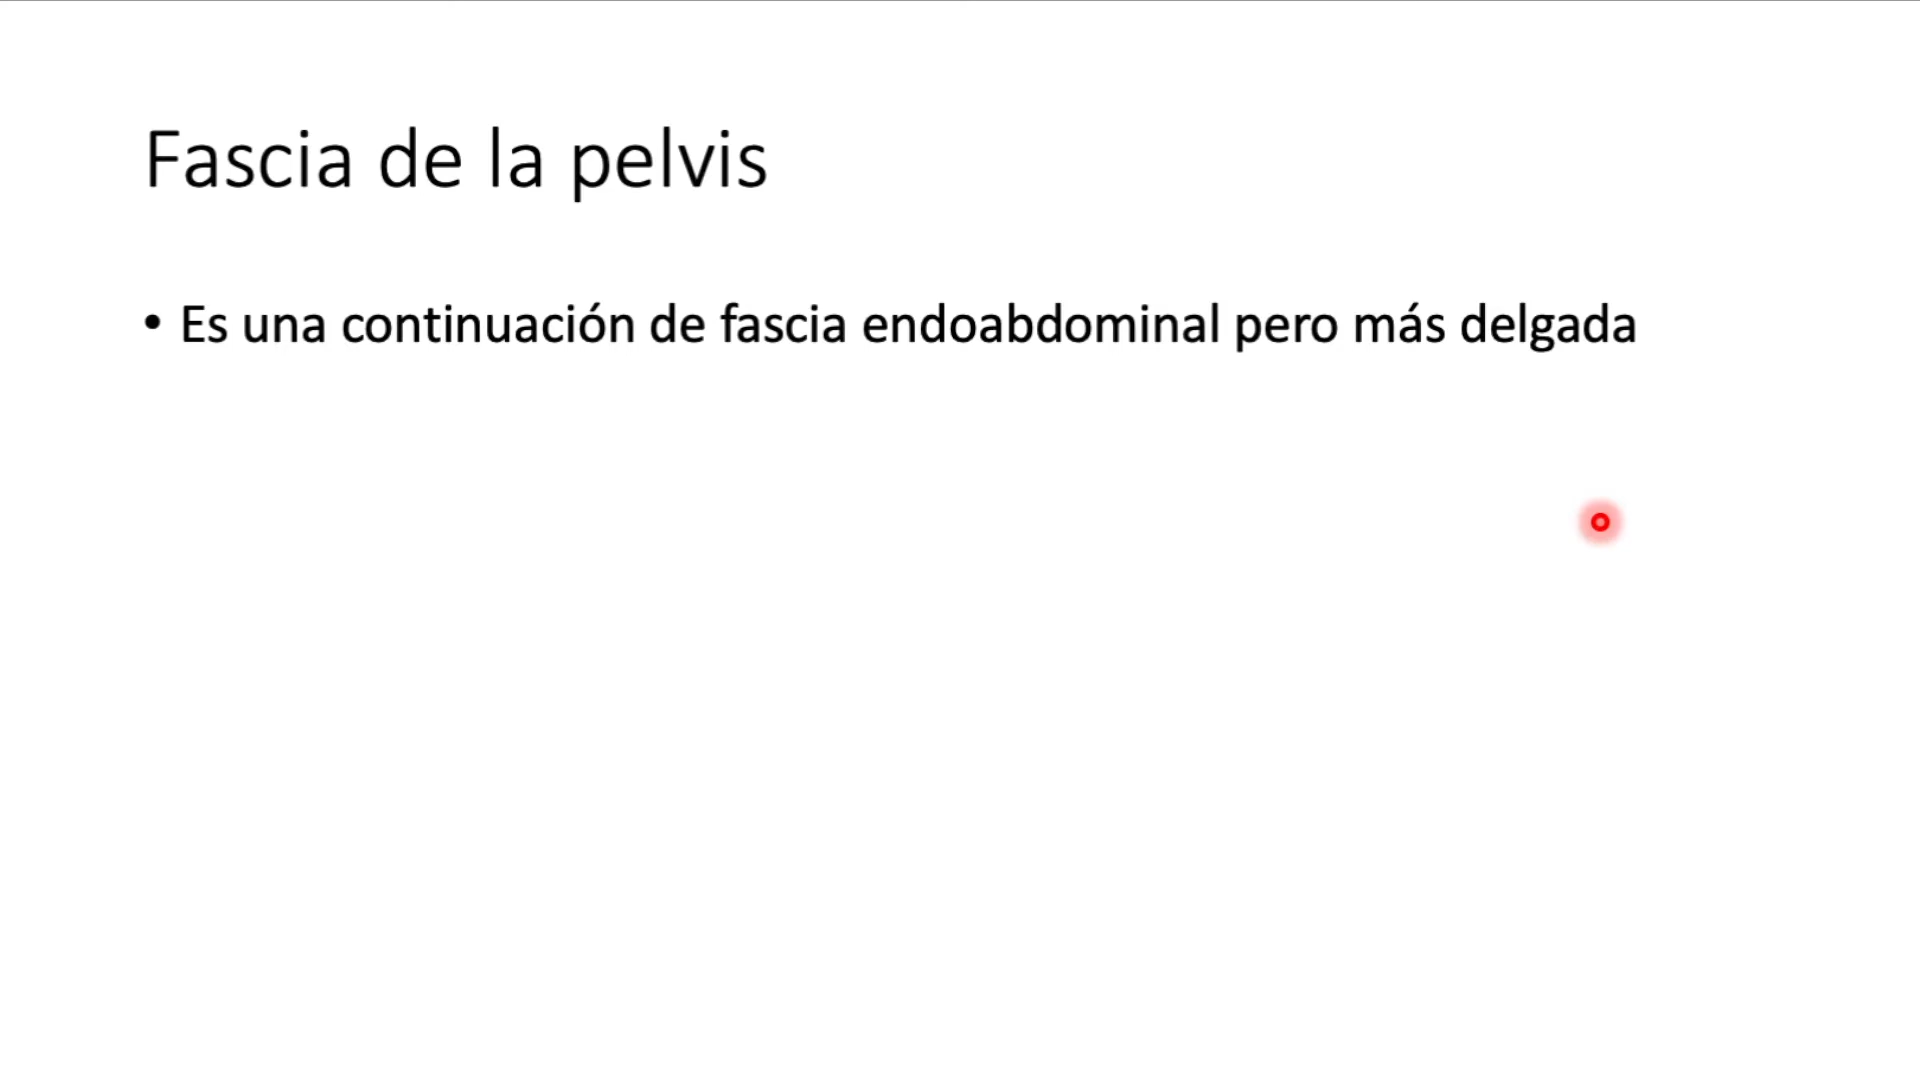 Fascia de la pelvis
• Es una continuación de fascia endoabdominal pero más delgada